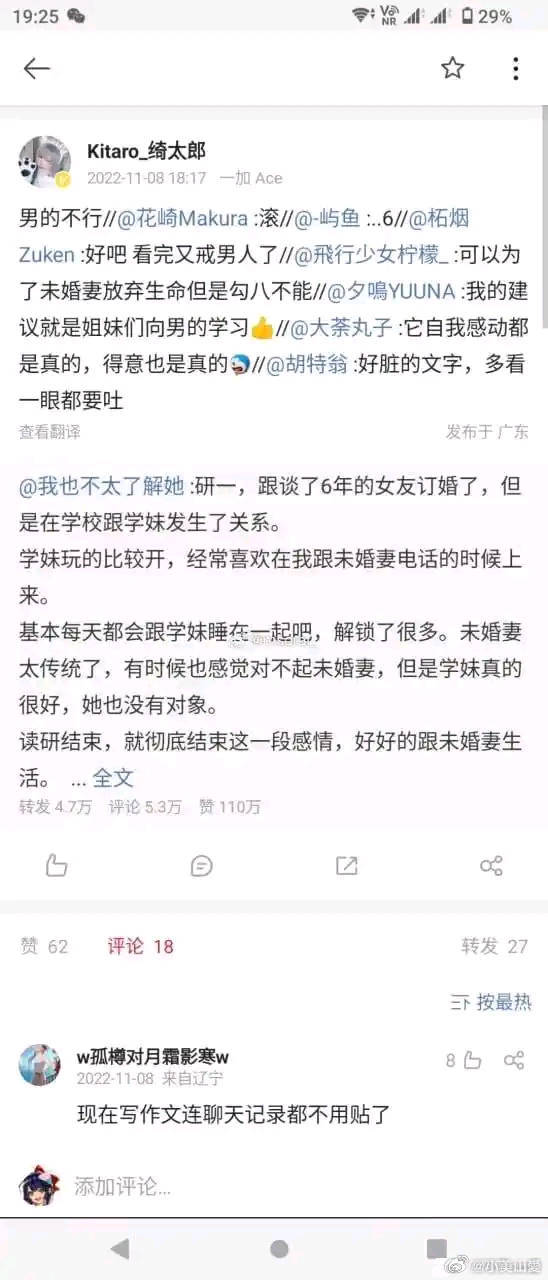 19:25
Vo
NR
29%
Kitaro_绮太郎
2022-11-08 18:17 一加 Ace
男的不行//@花崎Makura :滚//@-屿鱼 :..6//@柘烟
Zuken :好吧 看完又戒男人了//@飛行少女柠檬_ :可以为
了未婚妻放弃生命但是勾八不能//@夕鳴YUUNA :我的建
议就是姐妹们向男的学习👍//@大荼丸子 :它自我感动都
是真的，得意也是真的//@胡特翁 :好脏的文字，多看
一眼都要吐
查看翻译 发布于 广东
@我也不太了解她 :研一，跟谈了6年的女友订婚了，但
是在学校跟学妹发生了关系。
学妹玩的比较开，经常喜欢在我跟未婚妻电话的时候上
来。
基本每天都会跟学妹睡在一起吧，解锁了很多。未婚妻
太传统了，有时候也感觉对不起未婚妻，但是学妹真的
很好，她也没有对象。
读研结束，就彻底结束这一段感情，好好的跟未婚妻生
活。 ... 全文
转发 4.7万 评论 5.3万 赞 110万
赞 62 评论 18 转发 27
按最热
w孤樽对月霜影寒w
2022-11-08 来自辽宁
8
现在写作文连聊天记录都不用贴了
添加评论...